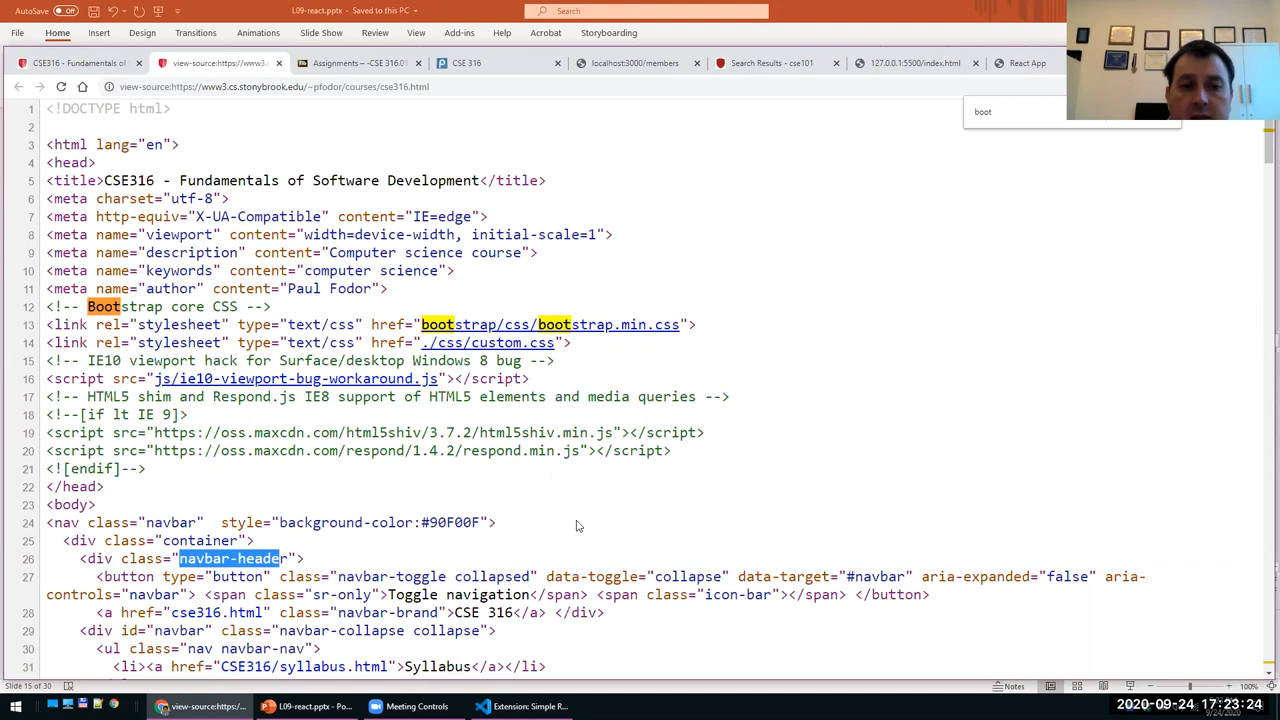 AutoSave Off L09-react.pptx - Saved to this PC Search
File Home Insert Design Transitions Animations Slide Show Review View Add-ins Help Acrobat Storyboarding
CSE316 - Fundamentals of view-source:https://www3. Assignments – -CSE 316.0 CSE 316 localhost:3000/members Search Results - cse101 127.0.0.1:5500/index.html React App
view-source:https://www3.cs.stonybrook.edu/~pfodor/courses/cse316.html
boot
1 <!DOCTYPE html>
2
3 <html lang="en">
4 <head>
5 <title>CSE316 - Fundamentals of Software Development</title>
6 <meta charset="utf-8">
7 <meta http-equiv="X-UA-Compatible" content="IE=edge">
8 <meta name="viewport" content="width=device-width, initial-scale=1">
9 <meta name="description" content="Computer science course">
10 <meta name="keywords" content="computer science">
11 <meta name="author" content="Paul Fodor">
12 <!-- Bootstrap core CSS -->
13 <link rel="stylesheet" type="text/css" href="bootstrap/css/bootstrap.min.css">
14 <link rel="stylesheet" type="text/css" href="./css/custom.css">
15 <!-- IE10 viewport hack for Surface/desktop Windows 8 bug -->
16 <script src="js/ie10-viewport-bug-workaround.js"></script>
17 <!-- HTML5 shim and Respond.js IE8 support of HTML5 elements and media queries -->
18 <!--[if lt IE 9]>
19 <script src="https://oss.maxcdn.com/html5shiv/3.7.2/html5shiv.min.js"></script>
20 <script src="https://oss.maxcdn.com/respond/1.4.2/respond.min.js"></script>
21 <![endif]-->
22 </head>
23 <body>
24 <nav class="navbar"  style="background-color:#90F00F">
25 <div class="container">
26 <div class="navbar-header">
27 <button type="button" class="navbar-toggle collapsed" data-toggle="collapse" data-target="#navbar" aria-expanded="false" aria-
controls="navbar"> <span class="sr-only">Toggle navigation</span> <span class="icon-bar"></span> </button>
28 <a href="cse316.html" class="navbar-brand">CSE 316</a> </div>
29 <div id="navbar" class="navbar-collapse collapse">
30 <ul class="nav navbar-nav">
31 <li><a href="CSE316/syllabus.html">Syllabus</a></li>
Slide 15 of 30 Notes 100%
view-source:https:/... L09-react.pptx - Po... Meeting Controls Extension: Simple R...
2020-09-24 17:23:24